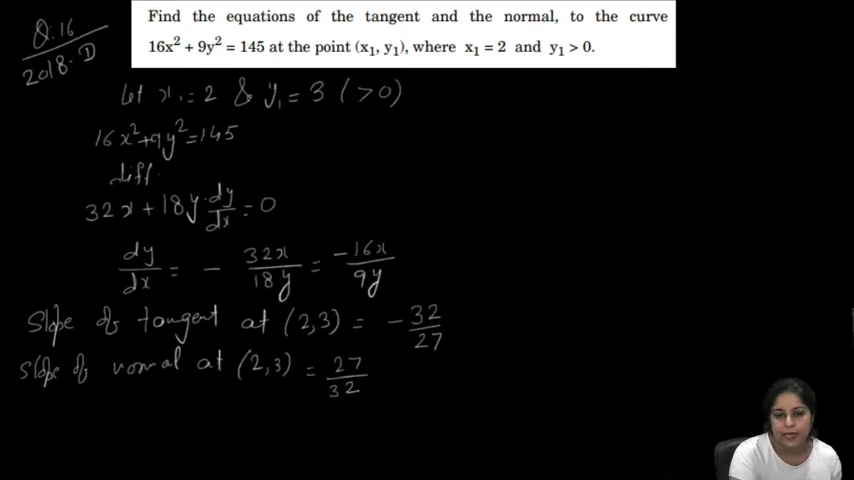 Q.16
2018.D
Find the equations of the tangent and the normal, to the curve
16x² + 9y² = 145 at the point (x₁, y₁), where x₁ = 2 and y₁ > 0.
Let x₁ = 2 & y₁ = 3 (>0)
16x²+9y²=145
diff.
32x + 18y · dy/dx = 0
dy/dx = - 32x/18y = -16x/9y
Slope of tangent at (2,3) = - 32/27
Slope of normal at (2,3) = 27/32